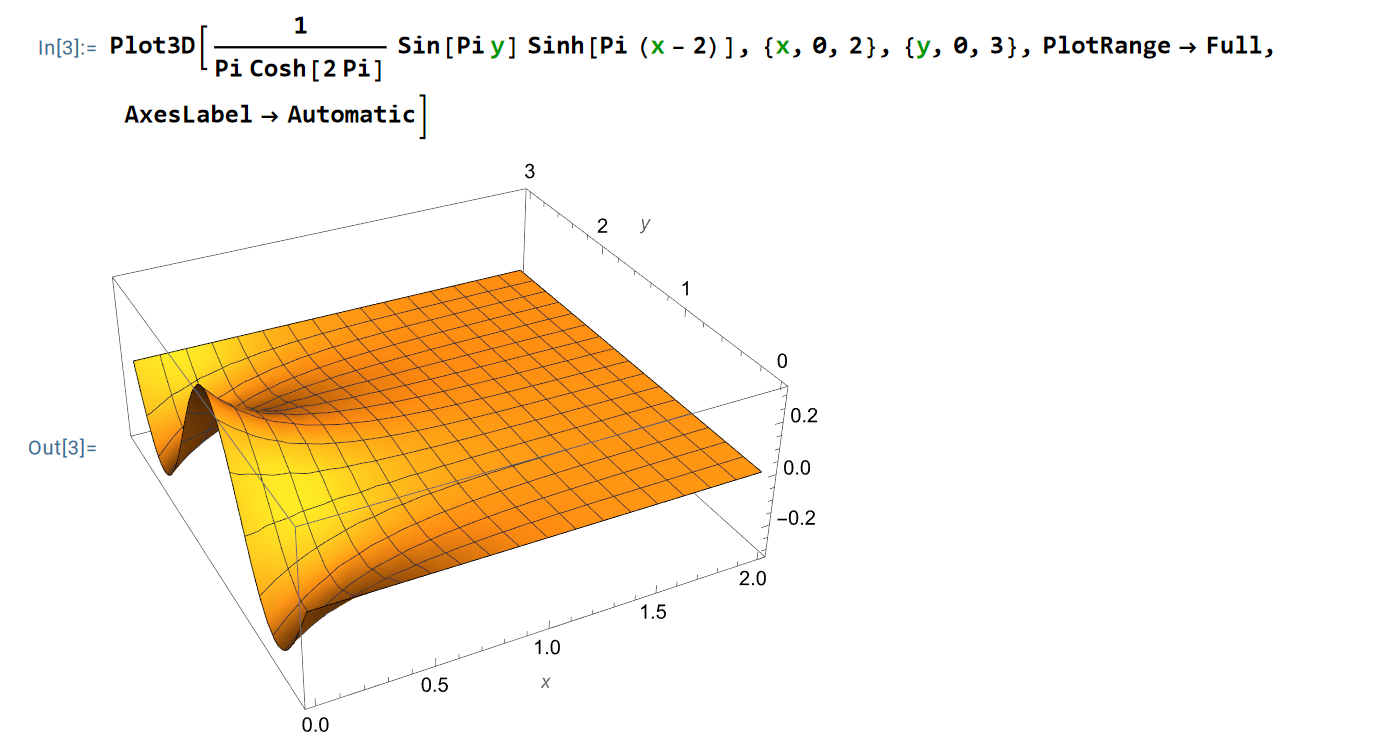 In[3]:= Plot3D[1/(Pi Cosh[2 Pi]) Sin[Pi y] Sinh[Pi (x - 2)], {x, 0, 2}, {y, 0, 3}, PlotRange → Full,
AxesLabel → Automatic]
3
2 y
1
0
0.2
Out[3]=
0.0
-0.2
2.0
1.5
1.0
0.5 x
0.0